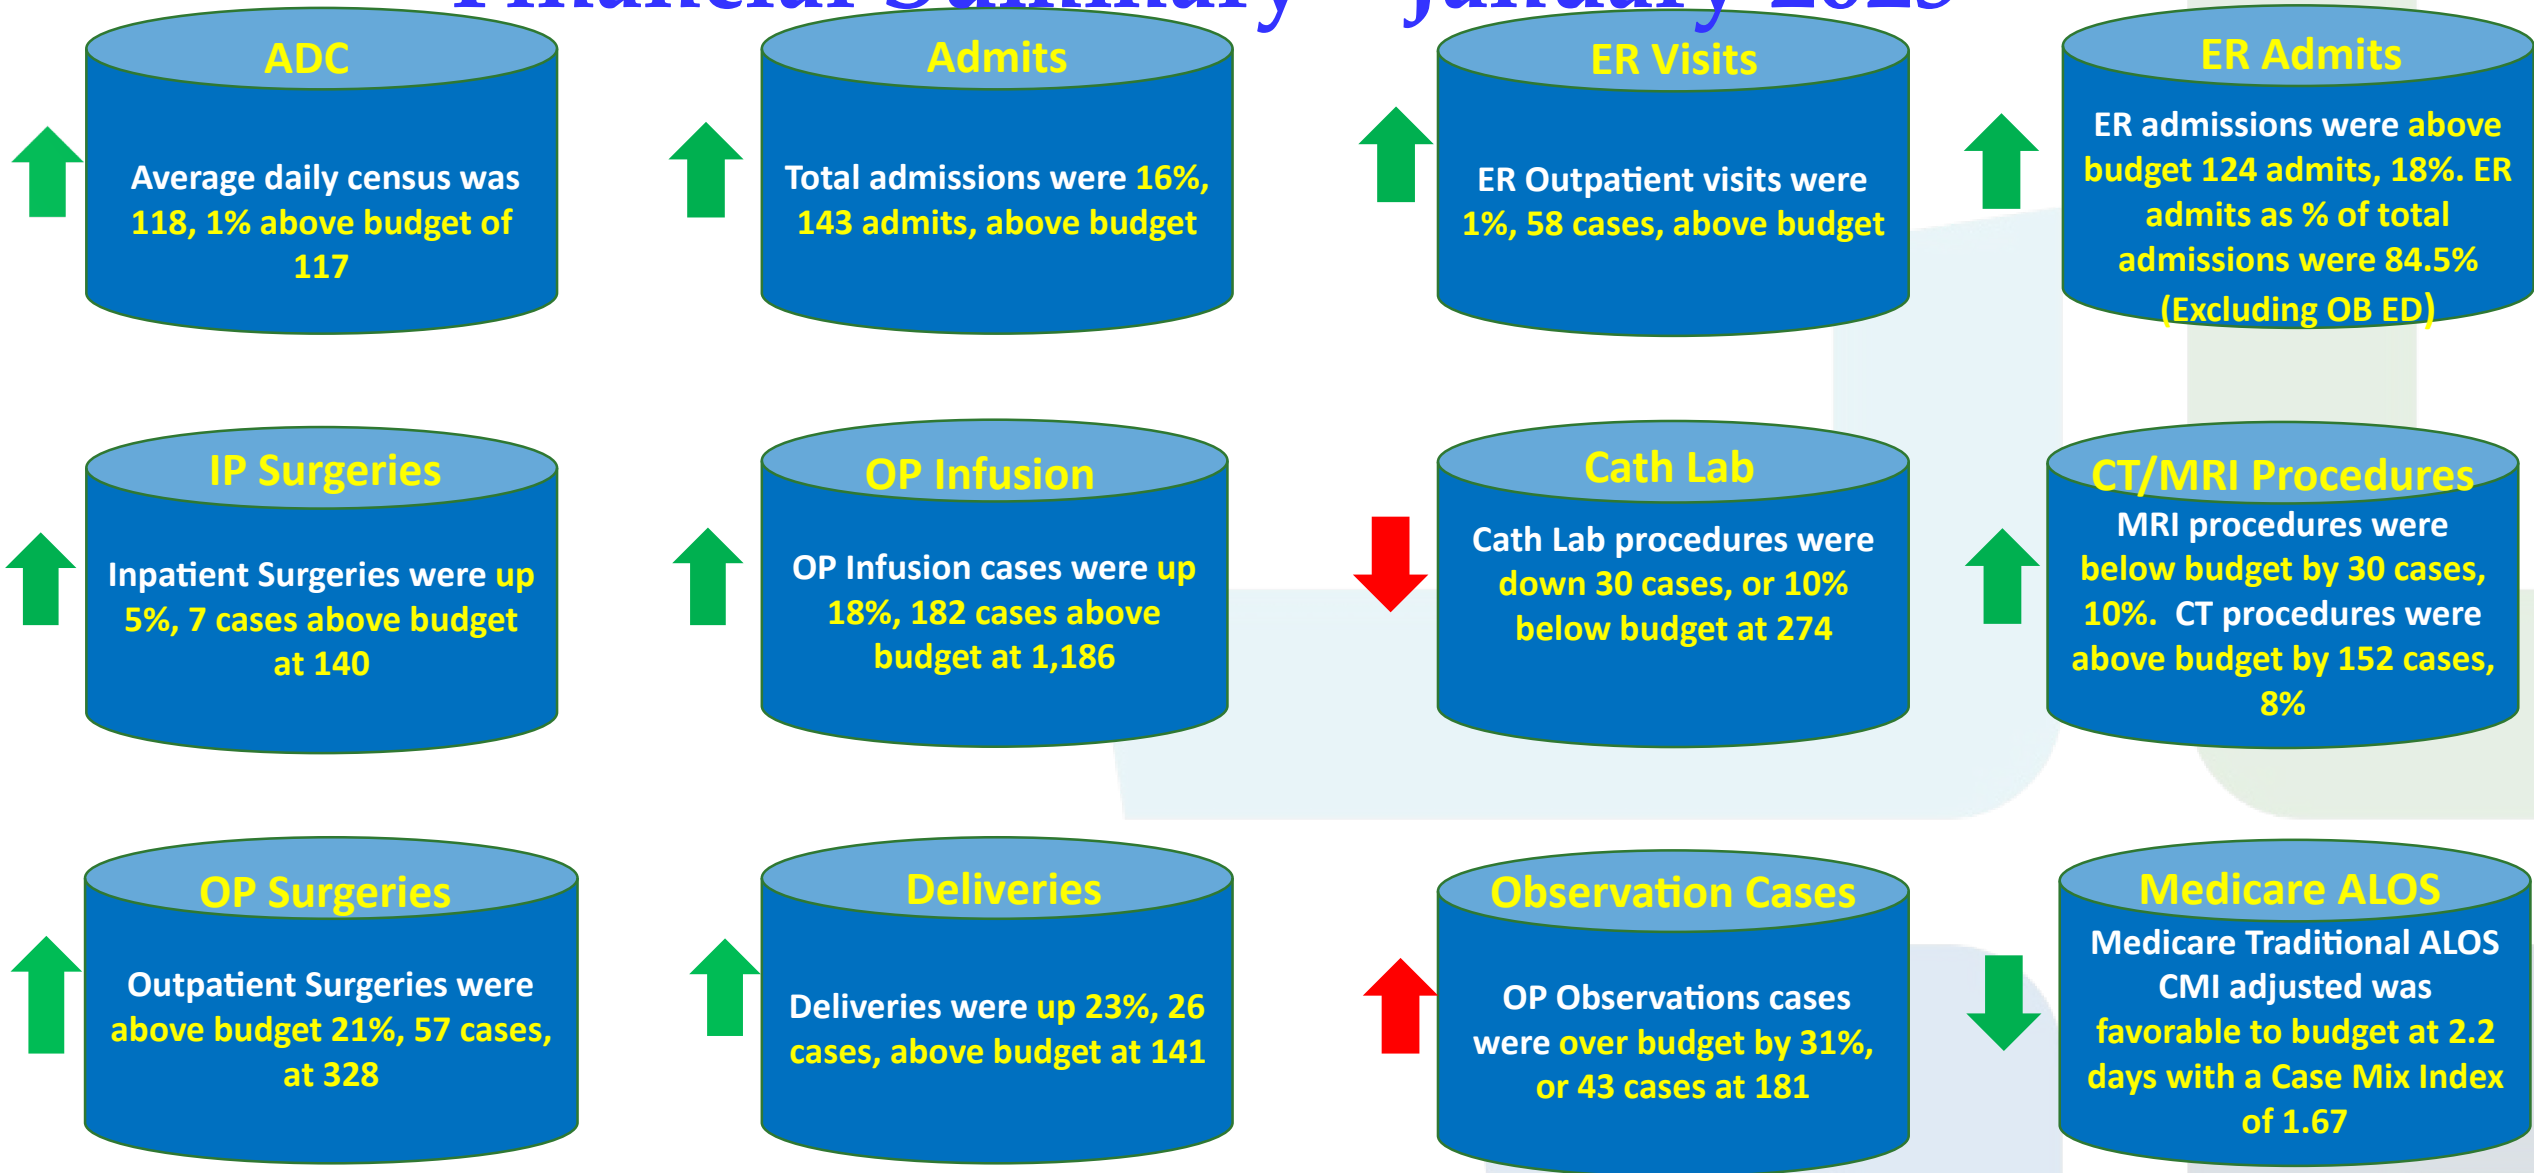 Financial Summary – January 2025
ADC
Average daily census was
118, 1% above budget of
117
Admits
Total admissions were 16%,
143 admits, above budget
ER Visits
ER Outpatient visits were
1%, 58 cases, above budget
ER Admits
ER admissions were above
budget 124 admits, 18%. ER
admits as % of total
admissions were 84.5%
(Excluding OB ED)
IP Surgeries
Inpatient Surgeries were up
5%, 7 cases above budget
at 140
OP Infusion
OP Infusion cases were up
18%, 182 cases above
budget at 1,186
Cath Lab
Cath Lab procedures were
down 30 cases, or 10%
below budget at 274
CT/MRI Procedures
MRI procedures were
below budget by 30 cases,
10%. CT procedures were
above budget by 152 cases,
8%
OP Surgeries
Outpatient Surgeries were
above budget 21%, 57 cases,
at 328
Deliveries
Deliveries were up 23%, 26
cases, above budget at 141
Observation Cases
OP Observations cases
were over budget by 31%,
or 43 cases at 181
Medicare ALOS
Medicare Traditional ALOS
CMI adjusted was
favorable to budget at 2.2
days with a Case Mix Index
of 1.67